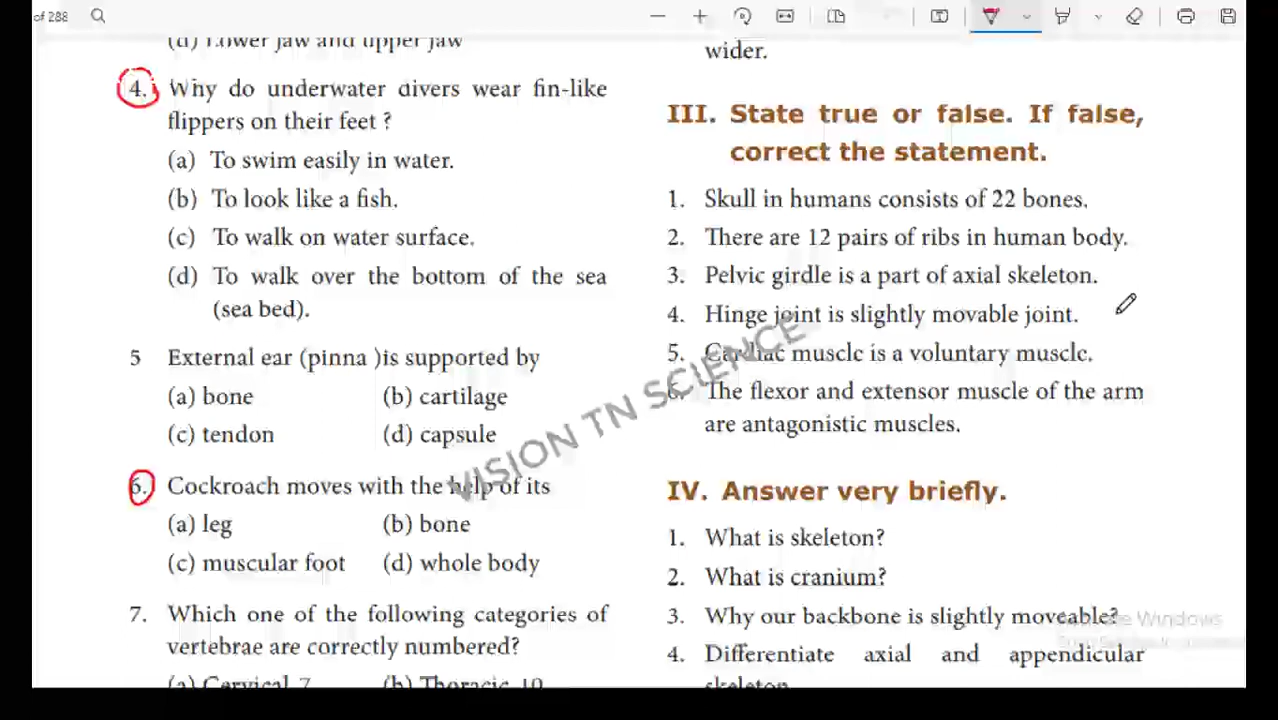 of 288
(d) Lower jaw and upper jaw
4. Why do underwater divers wear fin-like
flippers on their feet ?
(a) To swim easily in water.
(b) To look like a fish.
(c) To walk on water surface.
(d) To walk over the bottom of the sea
(sea bed).
5 External ear (pinna )is supported by
(a) bone (b) cartilage
(c) tendon (d) capsule
6. Cockroach moves with the help of its
(a) leg (b) bone
(c) muscular foot (d) whole body
7. Which one of the following categories of
vertebrae are correctly numbered?
(a) Cervical 7 (b) Thoracic 10
wider.
III. State true or false. If false,
correct the statement.
1. Skull in humans consists of 22 bones.
2. There are 12 pairs of ribs in human body.
3. Pelvic girdle is a part of axial skeleton.
4. Hinge joint is slightly movable joint.
5. Cardiac muscle is a voluntary muscle.
6. The flexor and extensor muscle of the arm
are antagonistic muscles.
IV. Answer very briefly.
1. What is skeleton?
2. What is cranium?
3. Why our backbone is slightly moveable?
4. Differentiate axial and appendicular
skeleton
VISION TN SCIENCE
Windows